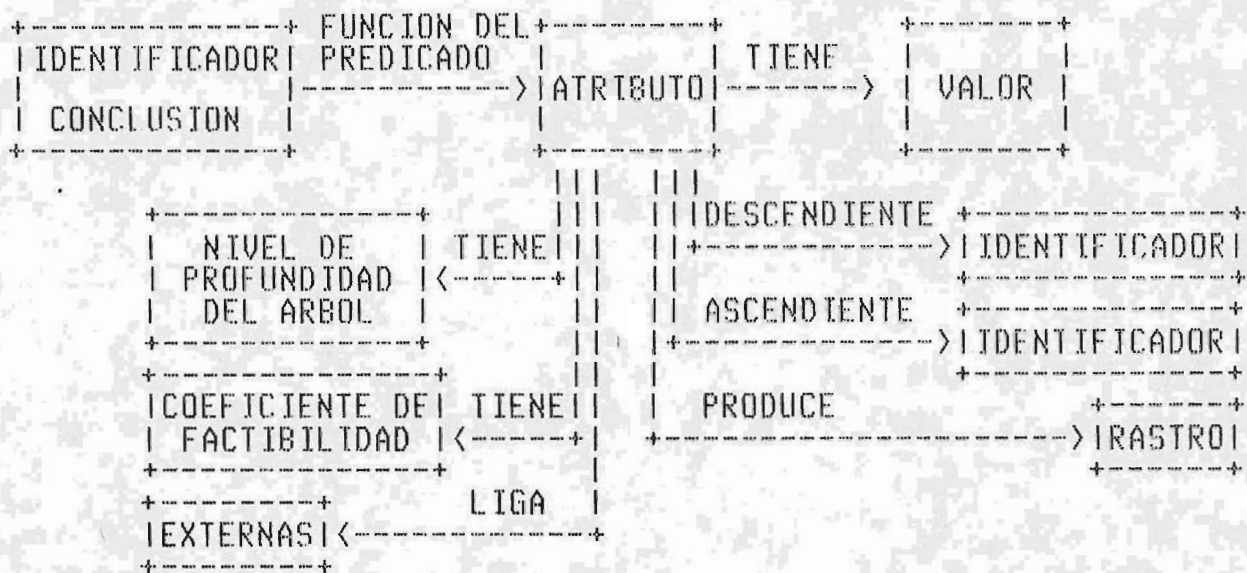 FUNCION DEL
IDENTIFICADOR PREDICADO TIENE
ATRIBUTO VALOR
CONCLUSION
DESCENDIENTE
NIVEL DE TIENE IDENTIFICADOR
PROFUNDIDAD
DEL ARBOL ASCENDIENTE
IDENTIFICADOR
COEFICIENTE DE TIENE PRODUCE
FACTIBILIDAD RASTRO
LIGA
EXTERNAS